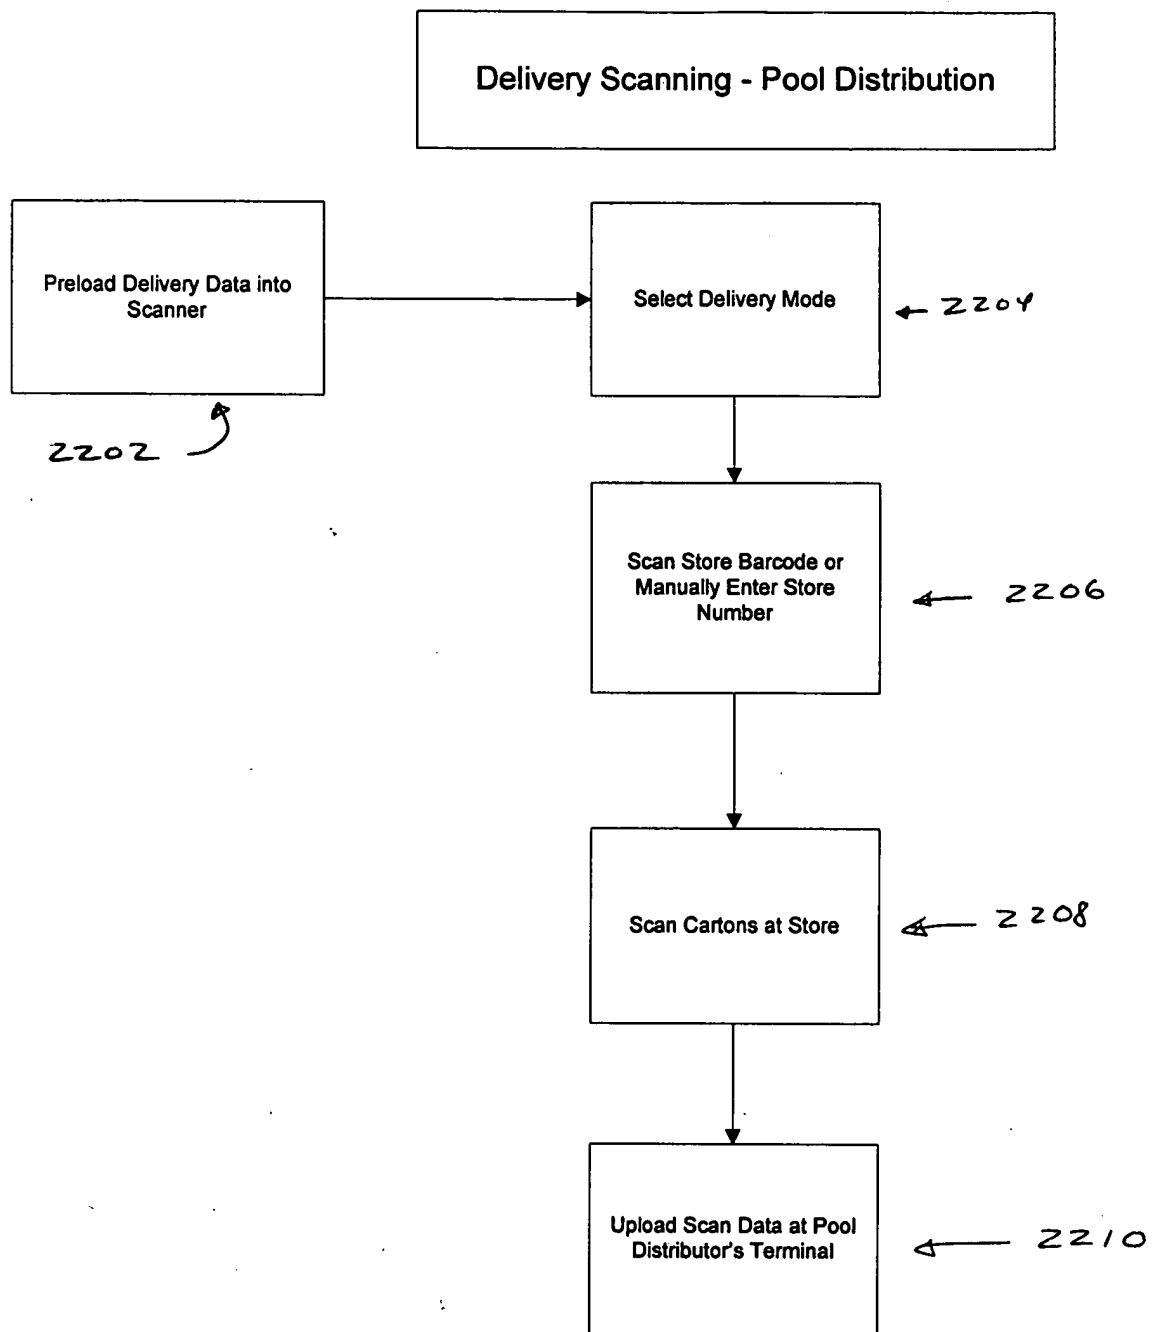 Delivery Scanning - Pool Distribution
Preload Delivery Data into
Scanner
2202
Select Delivery Mode
2204
Scan Store Barcode or
Manually Enter Store
Number
2206
Scan Cartons at Store
2208
Upload Scan Data at Pool
Distributor's Terminal
2210